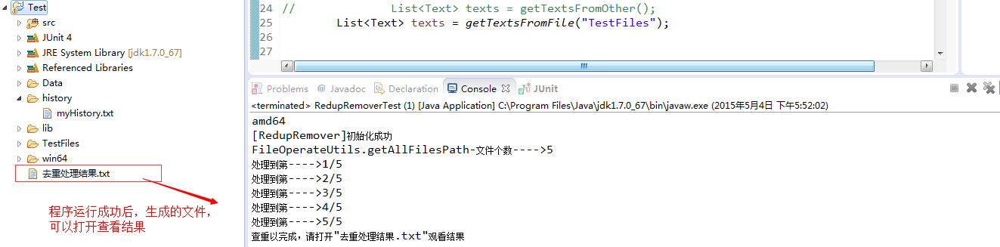 Test
src
JUnit 4
JRE System Library [jdk1.7.0_67]
Referenced Libraries
Data
history
myHistory.txt
lib
TestFiles
win64
去重处理结果.txt
程序运行成功后，生成的文件，
可以打开查看结果
24 // List<Text> texts = getTextsFromOther();
25 List<Text> texts = getTextsFromFile("TestFiles");
26
27
Problems @ Javadoc Declaration Console JUnit
<terminated> RedupRemoverTest (1) [Java Application] C:\Program Files\Java\jdk1.7.0_67\bin\javaw.exe (2015年5月4日 下午5:52:02)
amd64
[RedupRemover]初始化成功
FileOperateUtils.getAllFilesPath-文件个数---->5
处理到第---->1/5
处理到第---->2/5
处理到第---->3/5
处理到第---->4/5
处理到第---->5/5
查重以完成，请打开"去重处理结果.txt"观看结果